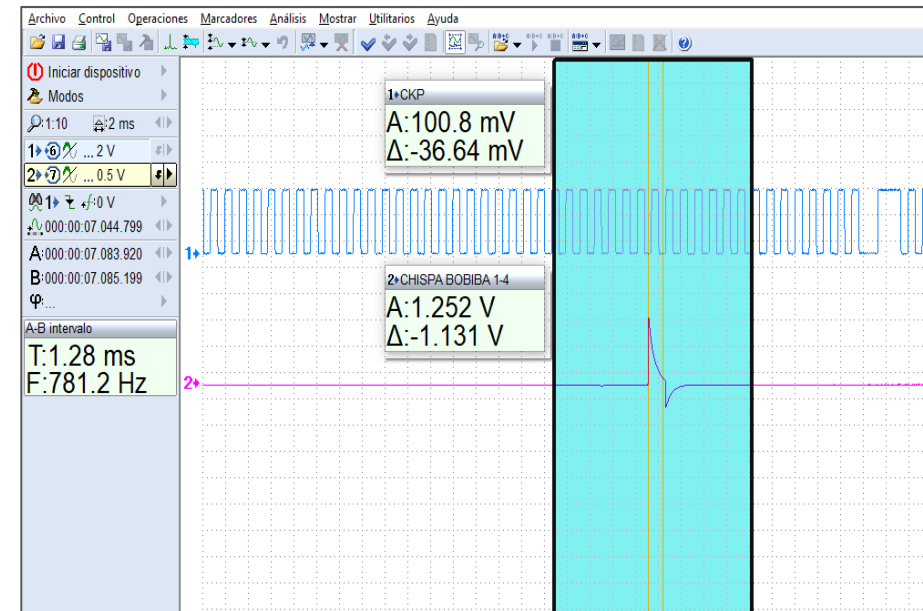 Archivo Control Operaciones Marcadores Análisis Mostrar Utilitarios Ayuda
Iniciar dispositivo
Modos
1:10 2 ms
1 6 ... 2 V
2 7 ... 0.5 V
1 f:0 V
000:00:07.044.799
A:000:00:07.083.920
B:000:00:07.085.199
φ:...
A-B intervalo
T:1.28 ms
F:781.2 Hz
1 CKP
A:100.8 mV
Δ:-36.64 mV
1
2 CHISPA BOBIBA 1-4
A:1.252 V
Δ:-1.131 V
2